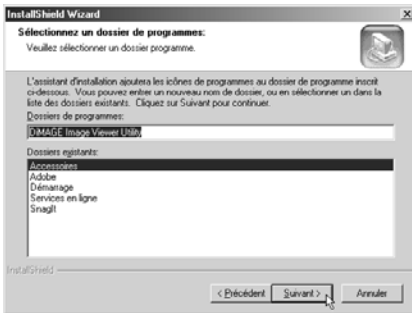 InstallShield Wizard
Sélectionnez un dossier de programmes:
Veuillez sélectionner un dossier programme.
L'assistant d'installation ajoutera les icônes de programmes au dossier de programme inscrit
ci-dessous. Vous pouvez entrer un nouveau nom de dossier, ou en sélectionner un dans la
liste des dossiers existants. Cliquez sur Suivant pour continuer.
Dossiers de programmes:
DiMAGE Image Viewer Utility
Dossiers existants:
Accessoires
Adobe
Démarrage
Services en ligne
SnagIt
InstallShield
< Précédent Suivant > Annuler